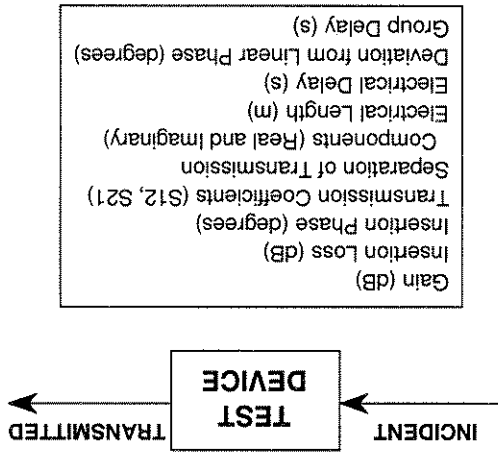 INCIDENT
TRANSMITTED
TEST
DEVICE
Gain (dB)
Insertion Loss (dB)
Insertion Phase (degrees)
Transmission Coefficients (S12, S21)
Separation of Transmission
Components (Real and Imaginary)
Electrical Length (m)
Electrical Delay (s)
Deviation from Linear Phase (degrees)
Group Delay (s)